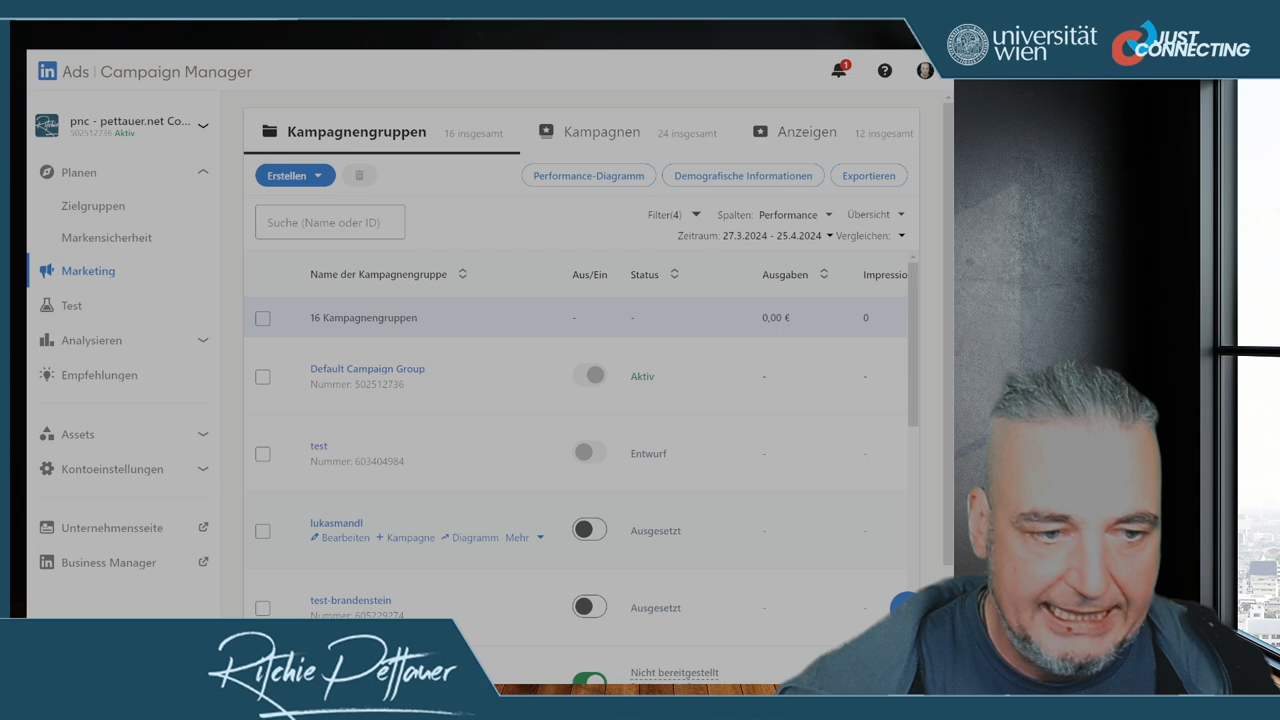 universität
wien
JUST
CONNECTING
in Ads | Campaign Manager
1
pnc - pettauer.net Co...
502512736 Aktiv
Planen
Zielgruppen
Markensicherheit
Marketing
Test
Analysieren
Empfehlungen
Assets
Kontoeinstellungen
Unternehmensseite
Business Manager
Kampagnengruppen 16 insgesamt Kampagnen 24 insgesamt Anzeigen 12 insgesamt
Erstellen Performance-Diagramm Demografische Informationen Exportieren
Suche (Name oder ID) Filter(4) Spalten: Performance Übersicht
Zeitraum: 27.3.2024 - 25.4.2024 Vergleichen:
Name der Kampagnengruppe Aus/Ein Status Ausgaben Impressio
16 Kampagnengruppen - - 0,00 € 0
Default Campaign Group Aktiv - -
Nummer: 502512736
test Entwurf - -
Nummer: 603404984
lukasmandl Ausgesetzt - -
Bearbeiten + Kampagne Diagramm Mehr
test-brandenstein Ausgesetzt - -
Nummer: 605229274
Nicht bereitgestellt
Ritchie Pettauer